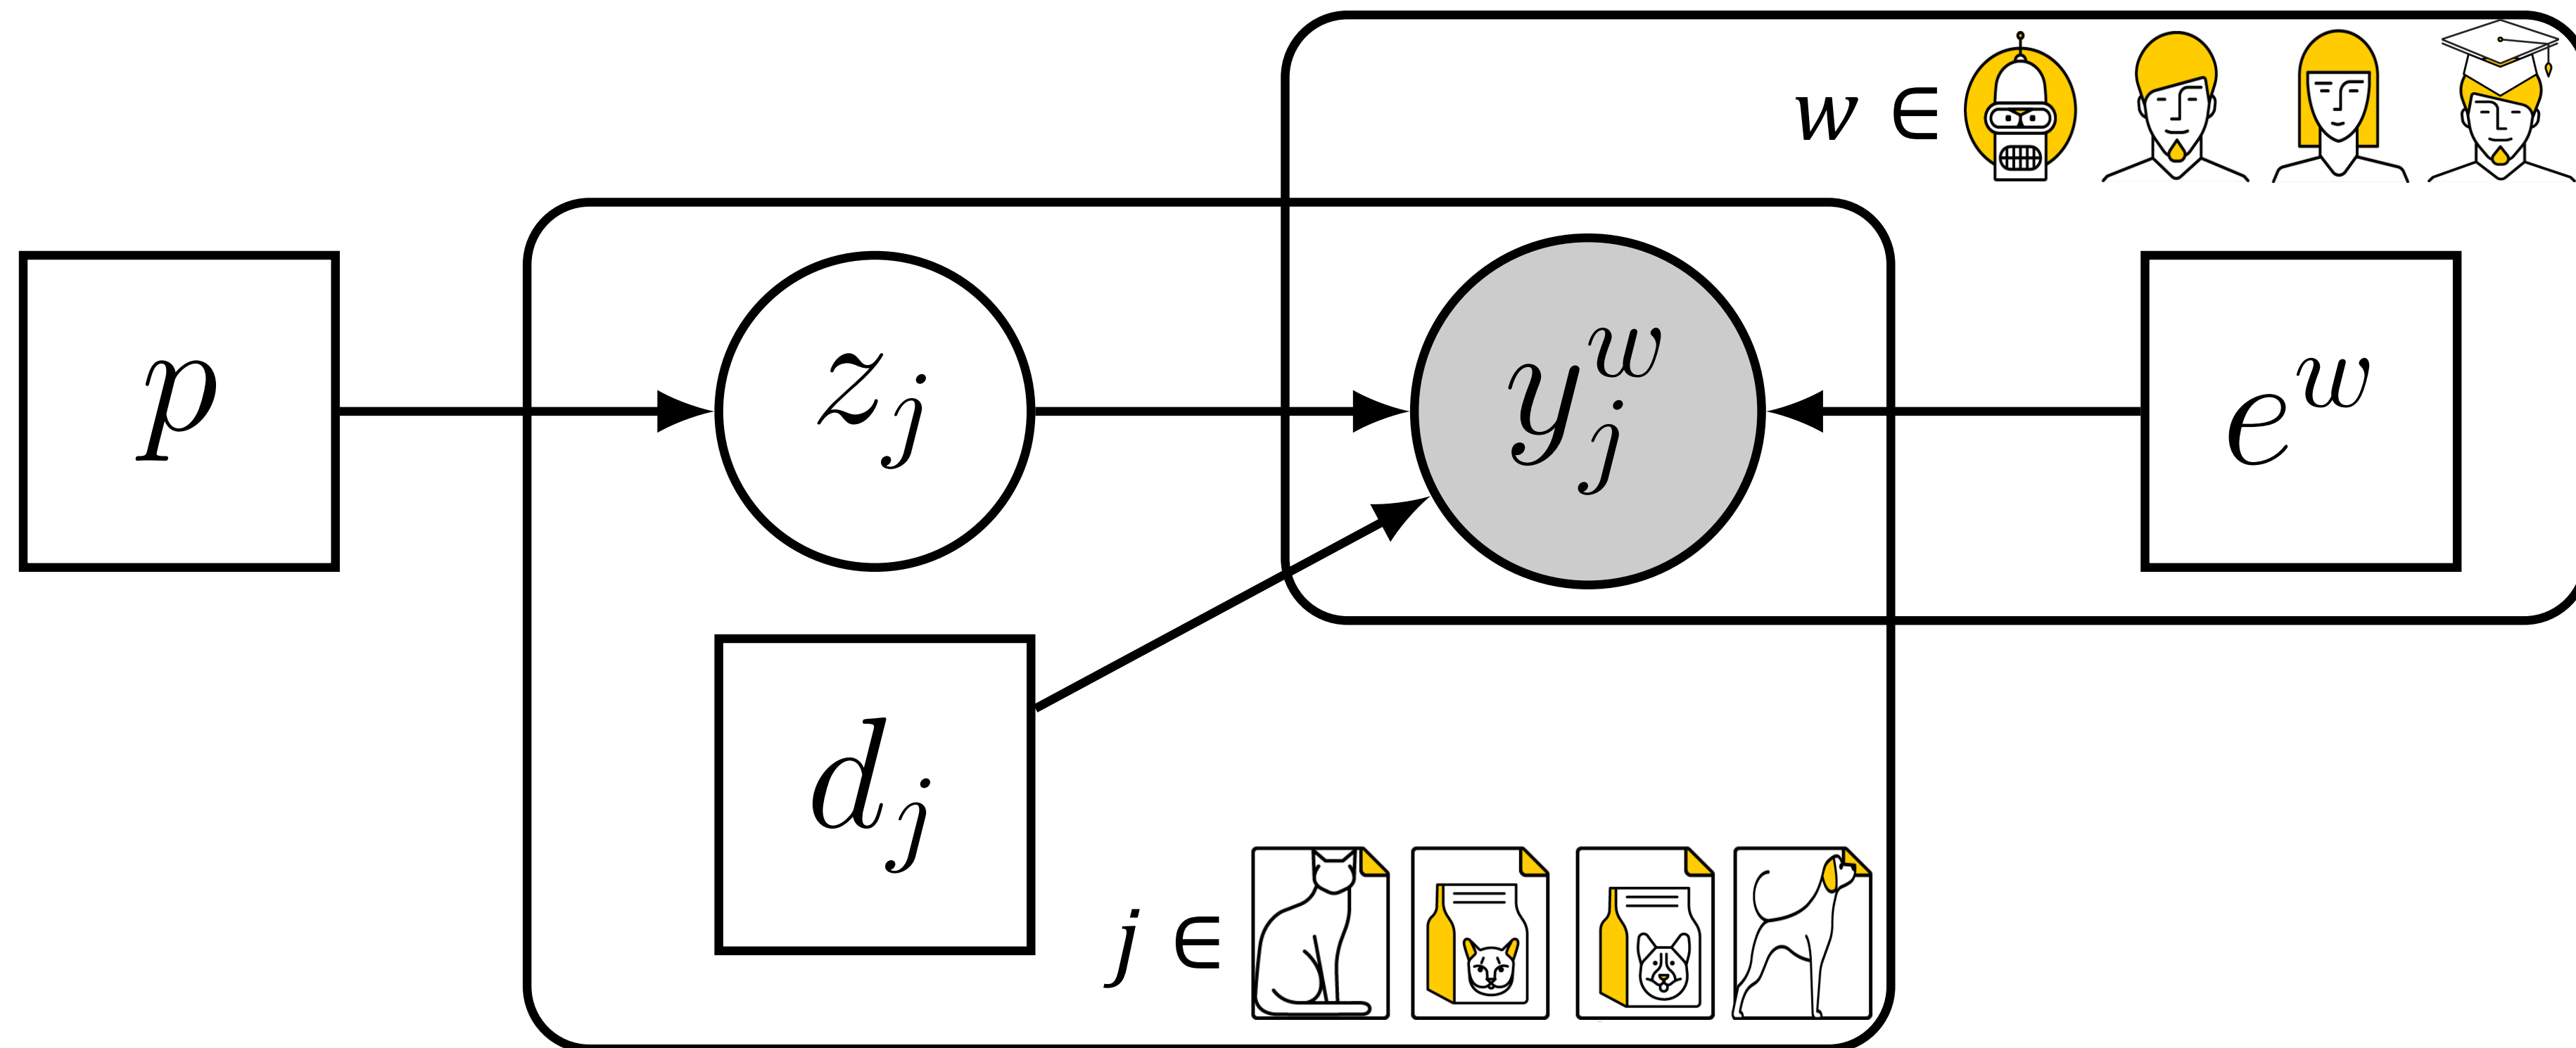 w ∈
p
z_j
y_j^w
e^w
d_j
j ∈